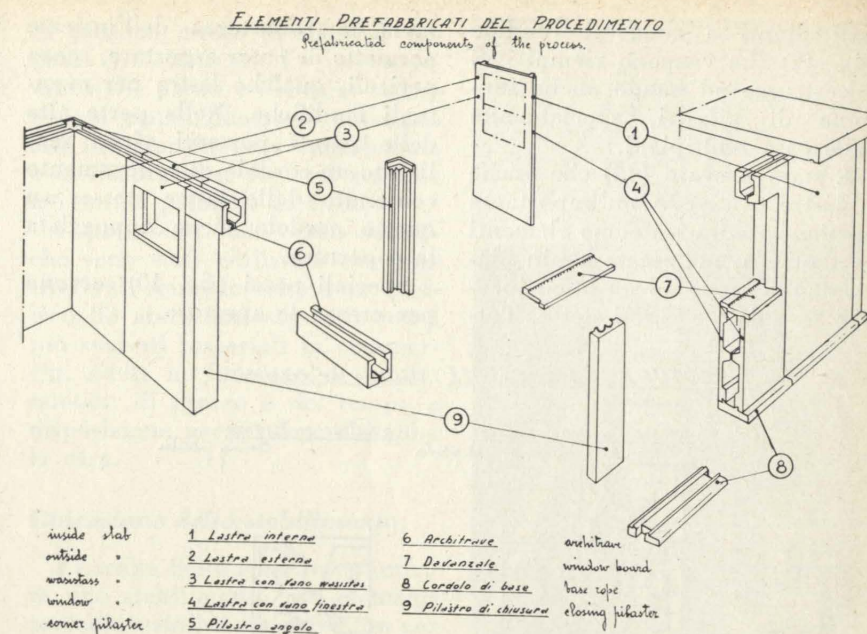 ELEMENTI PREFABBRICATI DEL PROCEDIMENTO
Prefabricated components of the process.
2
3
1
5
4
6
7
9
8
inside slab
outside "
wasistass "
window
corner pilaster
1 Lastra interna
2 Lastra esterna
3 Lastra con vano wasistas
4 Lastra con vano finestra
5 Pilastro angolo
6 Architrave
7 Davanzale
8 Cordolo di base
9 Pilastro di chiusura
architrave
window board
base rope
closing pilaster